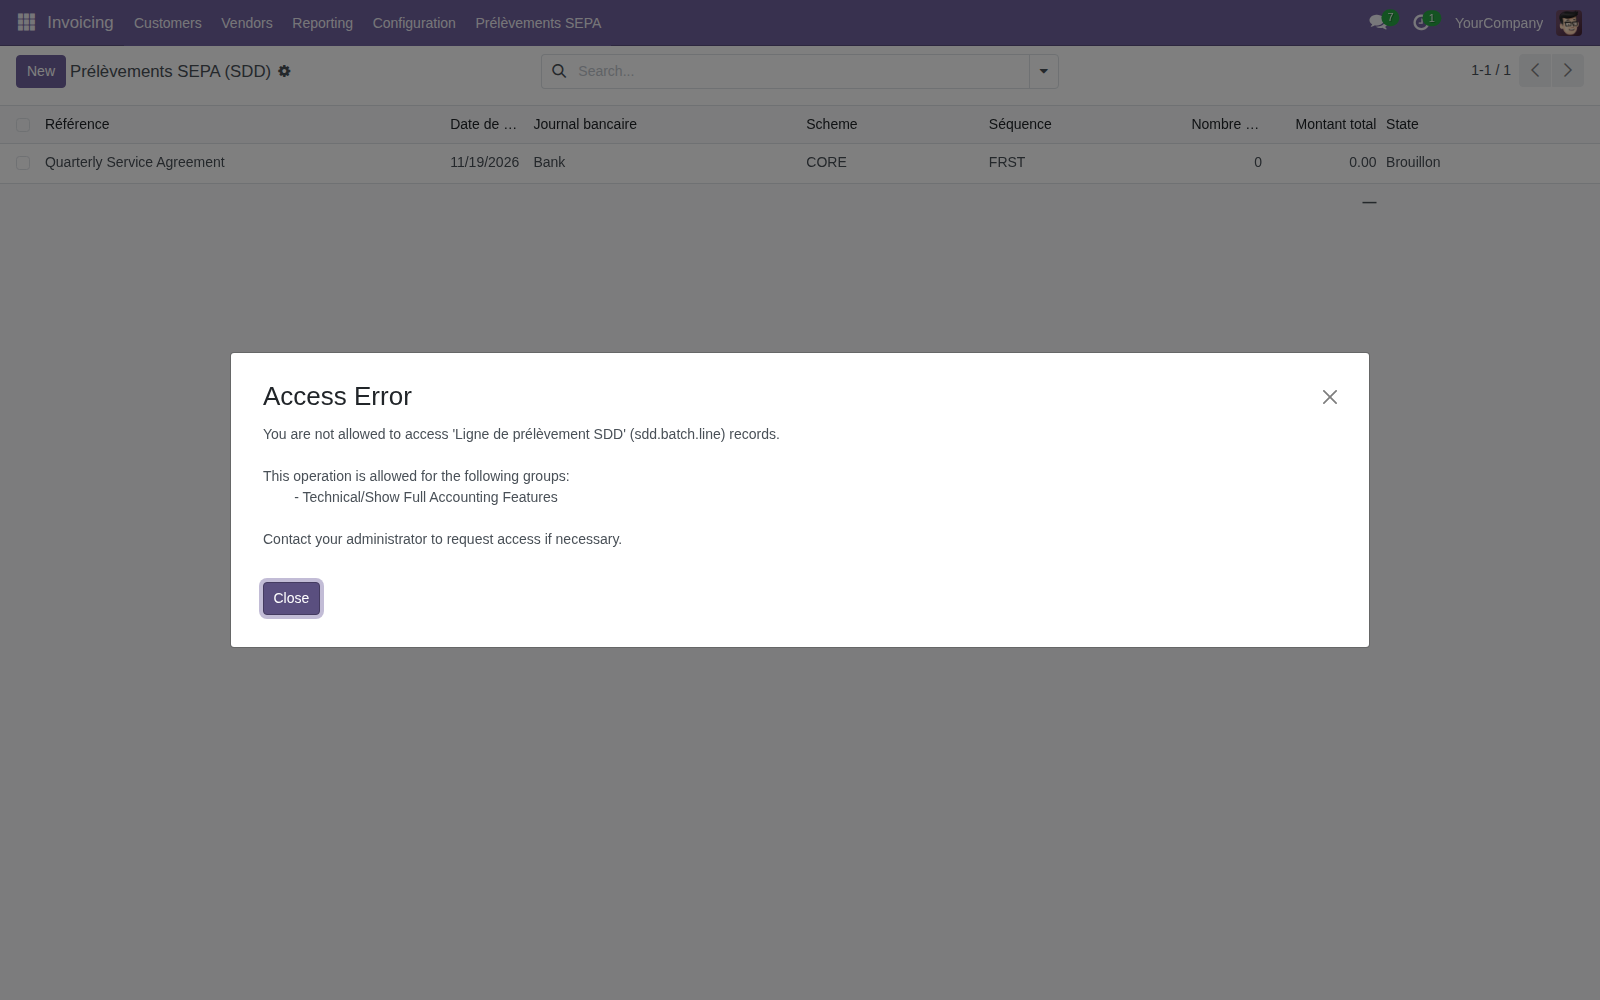 Invoicing Customers Vendors Reporting Configuration Prélèvements SEPA 7 1 YourCompany
New Prélèvements SEPA (SDD) Search... 1-1 / 1
Référence Date de ... Journal bancaire Scheme Séquence Nombre ... Montant total State
Quarterly Service Agreement 11/19/2026 Bank CORE FRST 0 0.00 Brouillon
—
Access Error
You are not allowed to access 'Ligne de prélèvement SDD' (sdd.batch.line) records.
This operation is allowed for the following groups:
- Technical/Show Full Accounting Features
Contact your administrator to request access if necessary.
Close